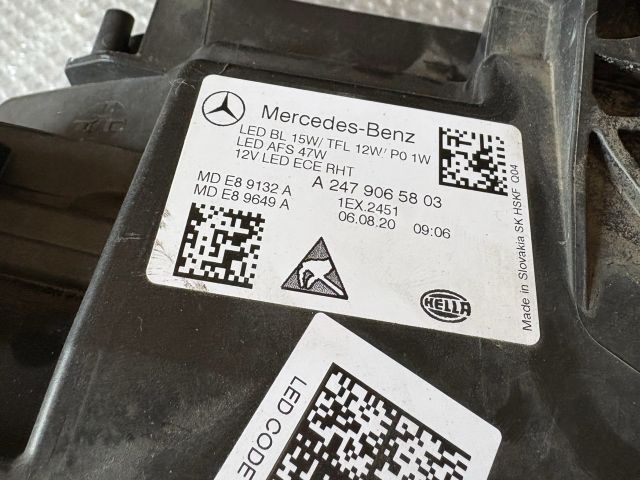 Mercedes-Benz
LED BL 15W/ TFL 12W/ PO 1W
LED AFS 47W
12V LED ECE RHT
MD E8 9132 A
MD E8 9649 A
A 247 906 58 03
1EX.2451
06.08.20 09:06
HELLA
Made in Slovakia SK HSKF Q04
LED CODE